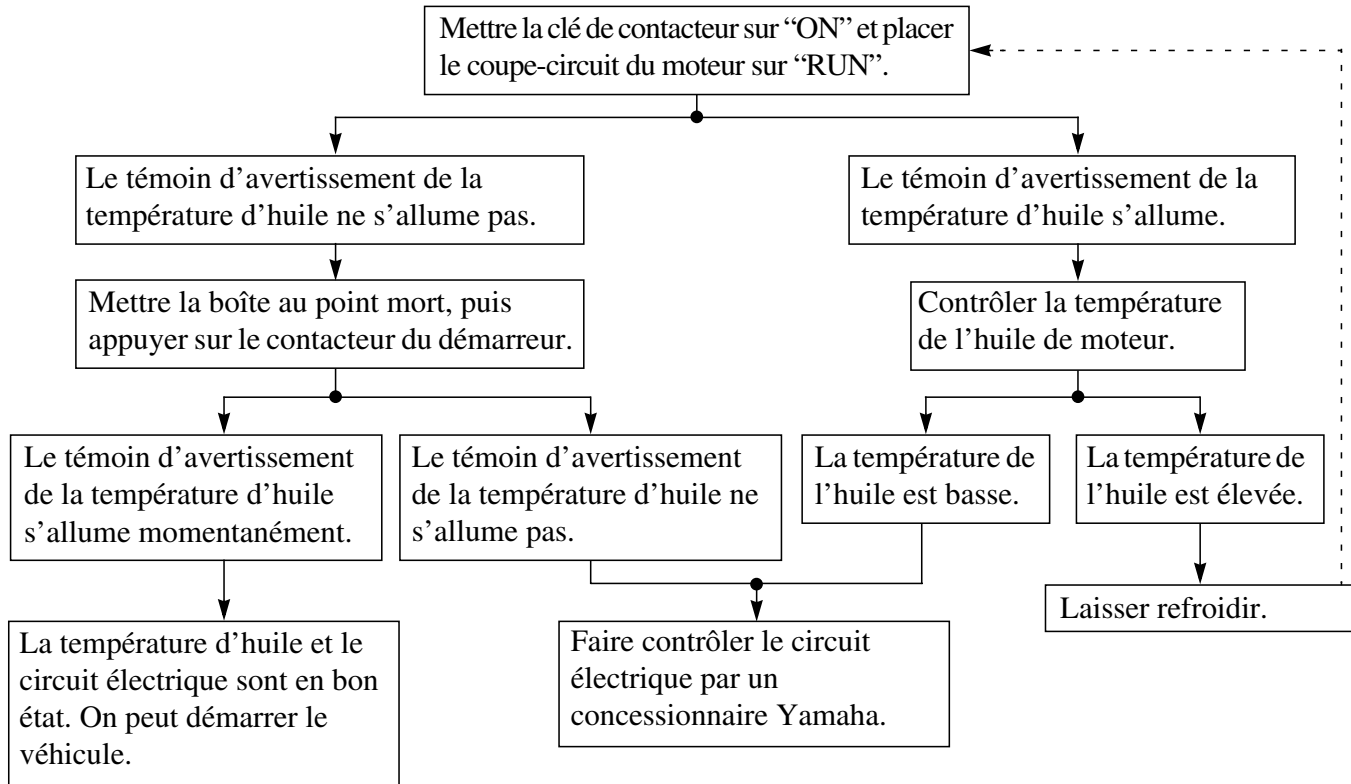 Mettre la clé de contacteur sur “ON” et placer
le coupe-circuit du moteur sur “RUN”.
Le témoin d’avertissement de la
température d’huile ne s’allume pas.
Le témoin d’avertissement de la
température d’huile s’allume.
Mettre la boîte au point mort, puis
appuyer sur le contacteur du démarreur.
Contrôler la température
de l’huile de moteur.
Le témoin d’avertissement
de la température d’huile
s’allume momentanément.
Le témoin d’avertissement
de la température d’huile ne
s’allume pas.
La température de
l’huile est basse.
La température de
l’huile est élevée.
Laisser refroidir.
La température d’huile et le
circuit électrique sont en bon
état. On peut démarrer le
véhicule.
Faire contrôler le circuit
électrique par un
concessionnaire Yamaha.